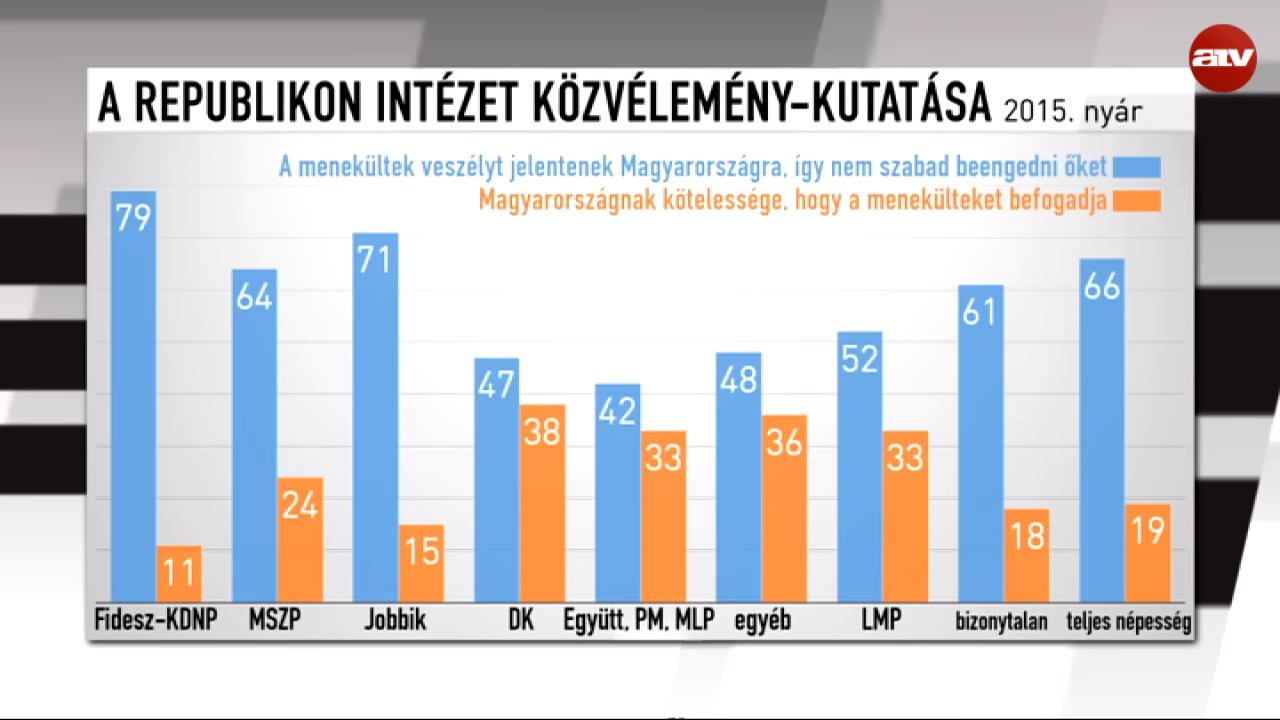 atv
A REPUBLIKON INTÉZET KÖZVÉLEMÉNY-KUTATÁSA 2015. nyár
A menekültek veszélyt jelentenek Magyarországra, így nem szabad beengedni őket
Magyarországnak kötelessége, hogy a menekülteket befogadja
79 11 64 24 71 15 47 38 42 33 48 36 52 33 61 18 66 19
Fidesz-KDNP MSZP Jobbik DK Együtt, PM, MLP egyéb LMP bizonytalan teljes népesség